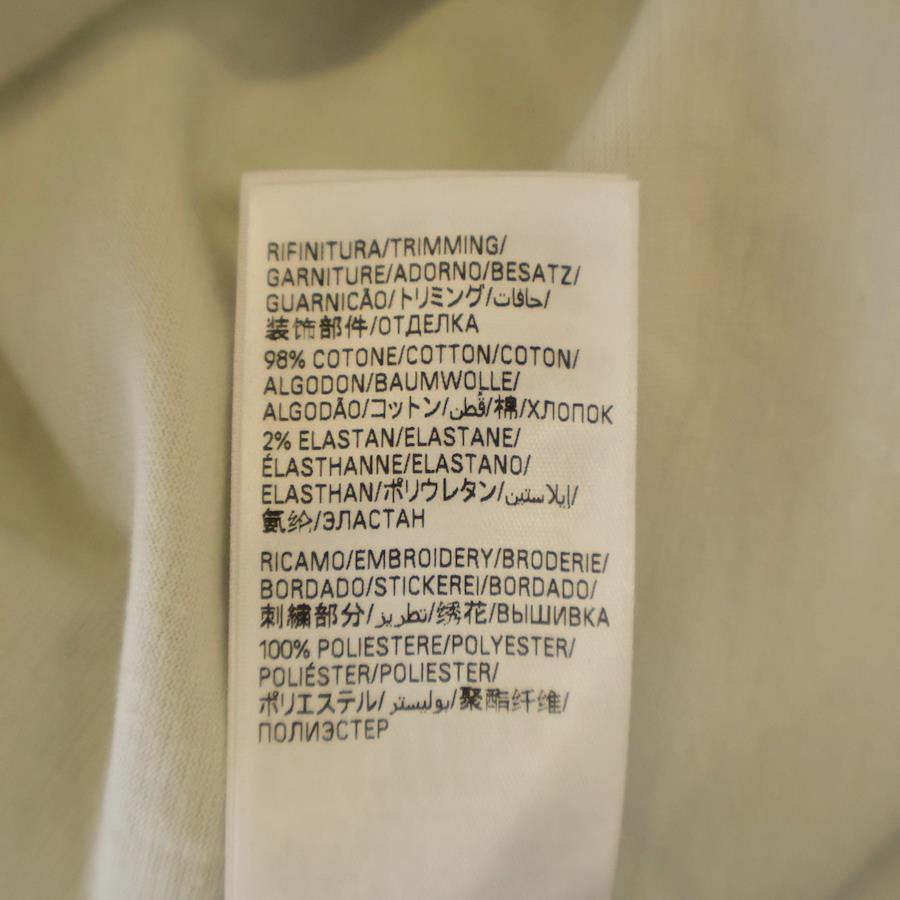 RIFINITURA/TRIMMING/
GARNITURE/ADORNO/BESATZ/
GUARNICÃO/トリミング/حافات/
装饰部件/ОТДЕЛКА
98% COTONE/COTTON/COTON/
ALGODON/BAUMWOLLE/
ALGODÃO/コットン/قُطن/棉/ХЛОПОК
2% ELASTAN/ELASTANE/
ÉLASTHANNE/ELASTANO/
ELASTHAN/ポリウレタン/إيلاستين/
氨纶/ЭЛАСТАН
RICAMO/EMBROIDERY/BRODERIE/
BORDADO/STICKEREI/BORDADO/
刺繍部分/تطريز/绣花/ВЫШИВКА
100% POLIESTERE/POLYESTER/
POLIÉSTER/POLIESTER/
ポリエステル/بوليستر/聚酯纤维/
ПОЛИЭСТЕР